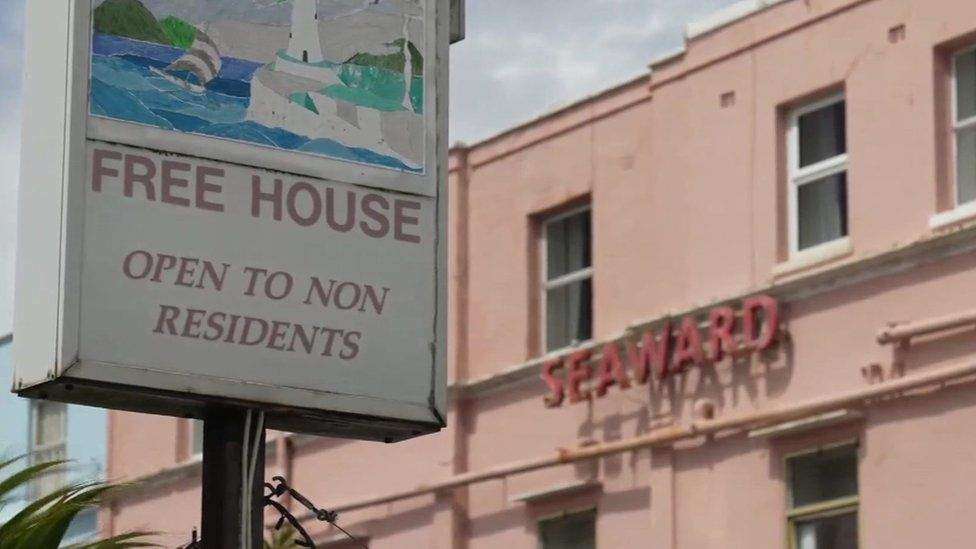 FREE HOUSE
OPEN TO NON
RESIDENTS
SEAWARD